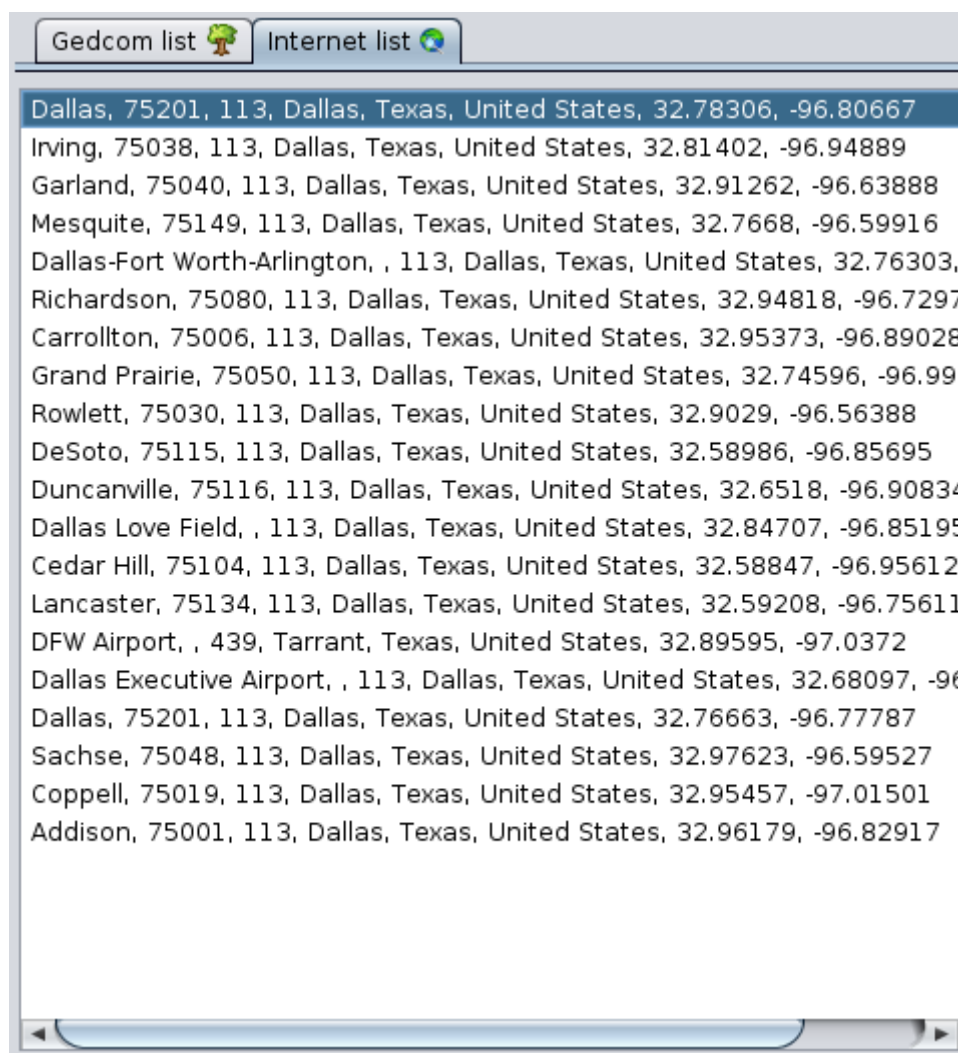 Gedcom list Internet list
Dallas, 75201, 113, Dallas, Texas, United States, 32.78306, -96.80667
Irving, 75038, 113, Dallas, Texas, United States, 32.81402, -96.94889
Garland, 75040, 113, Dallas, Texas, United States, 32.91262, -96.63888
Mesquite, 75149, 113, Dallas, Texas, United States, 32.7668, -96.59916
Dallas-Fort Worth-Arlington, , 113, Dallas, Texas, United States, 32.76303,
Richardson, 75080, 113, Dallas, Texas, United States, 32.94818, -96.7297
Carrollton, 75006, 113, Dallas, Texas, United States, 32.95373, -96.89028
Grand Prairie, 75050, 113, Dallas, Texas, United States, 32.74596, -96.99
Rowlett, 75030, 113, Dallas, Texas, United States, 32.9029, -96.56388
DeSoto, 75115, 113, Dallas, Texas, United States, 32.58986, -96.85695
Duncanville, 75116, 113, Dallas, Texas, United States, 32.6518, -96.90834
Dallas Love Field, , 113, Dallas, Texas, United States, 32.84707, -96.85195
Cedar Hill, 75104, 113, Dallas, Texas, United States, 32.58847, -96.95612
Lancaster, 75134, 113, Dallas, Texas, United States, 32.59208, -96.75611
DFW Airport, , 439, Tarrant, Texas, United States, 32.89595, -97.0372
Dallas Executive Airport, , 113, Dallas, Texas, United States, 32.68097, -96
Dallas, 75201, 113, Dallas, Texas, United States, 32.76663, -96.77787
Sachse, 75048, 113, Dallas, Texas, United States, 32.97623, -96.59527
Coppell, 75019, 113, Dallas, Texas, United States, 32.95457, -97.01501
Addison, 75001, 113, Dallas, Texas, United States, 32.96179, -96.82917